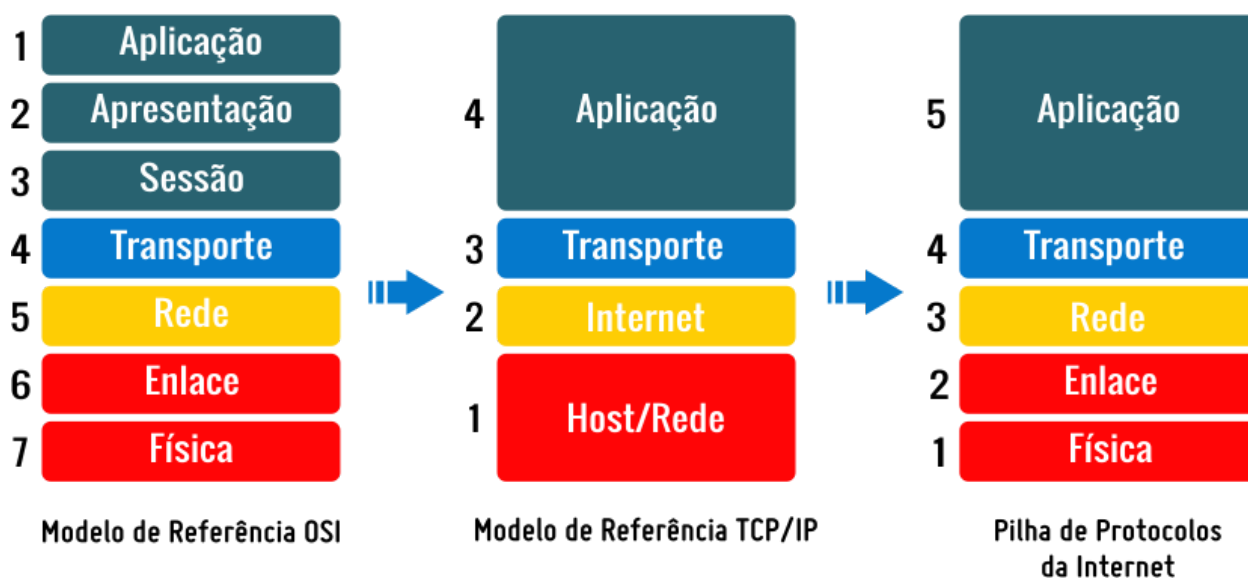 1 Aplicação
2 Apresentação
3 Sessão
4 Transporte
5 Rede
6 Enlace
7 Física
Modelo de Referência OSI
4 Aplicação
3 Transporte
2 Internet
1 Host/Rede
Modelo de Referência TCP/IP
5 Aplicação
4 Transporte
3 Rede
2 Enlace
1 Física
Pilha de Protocolos
da Internet